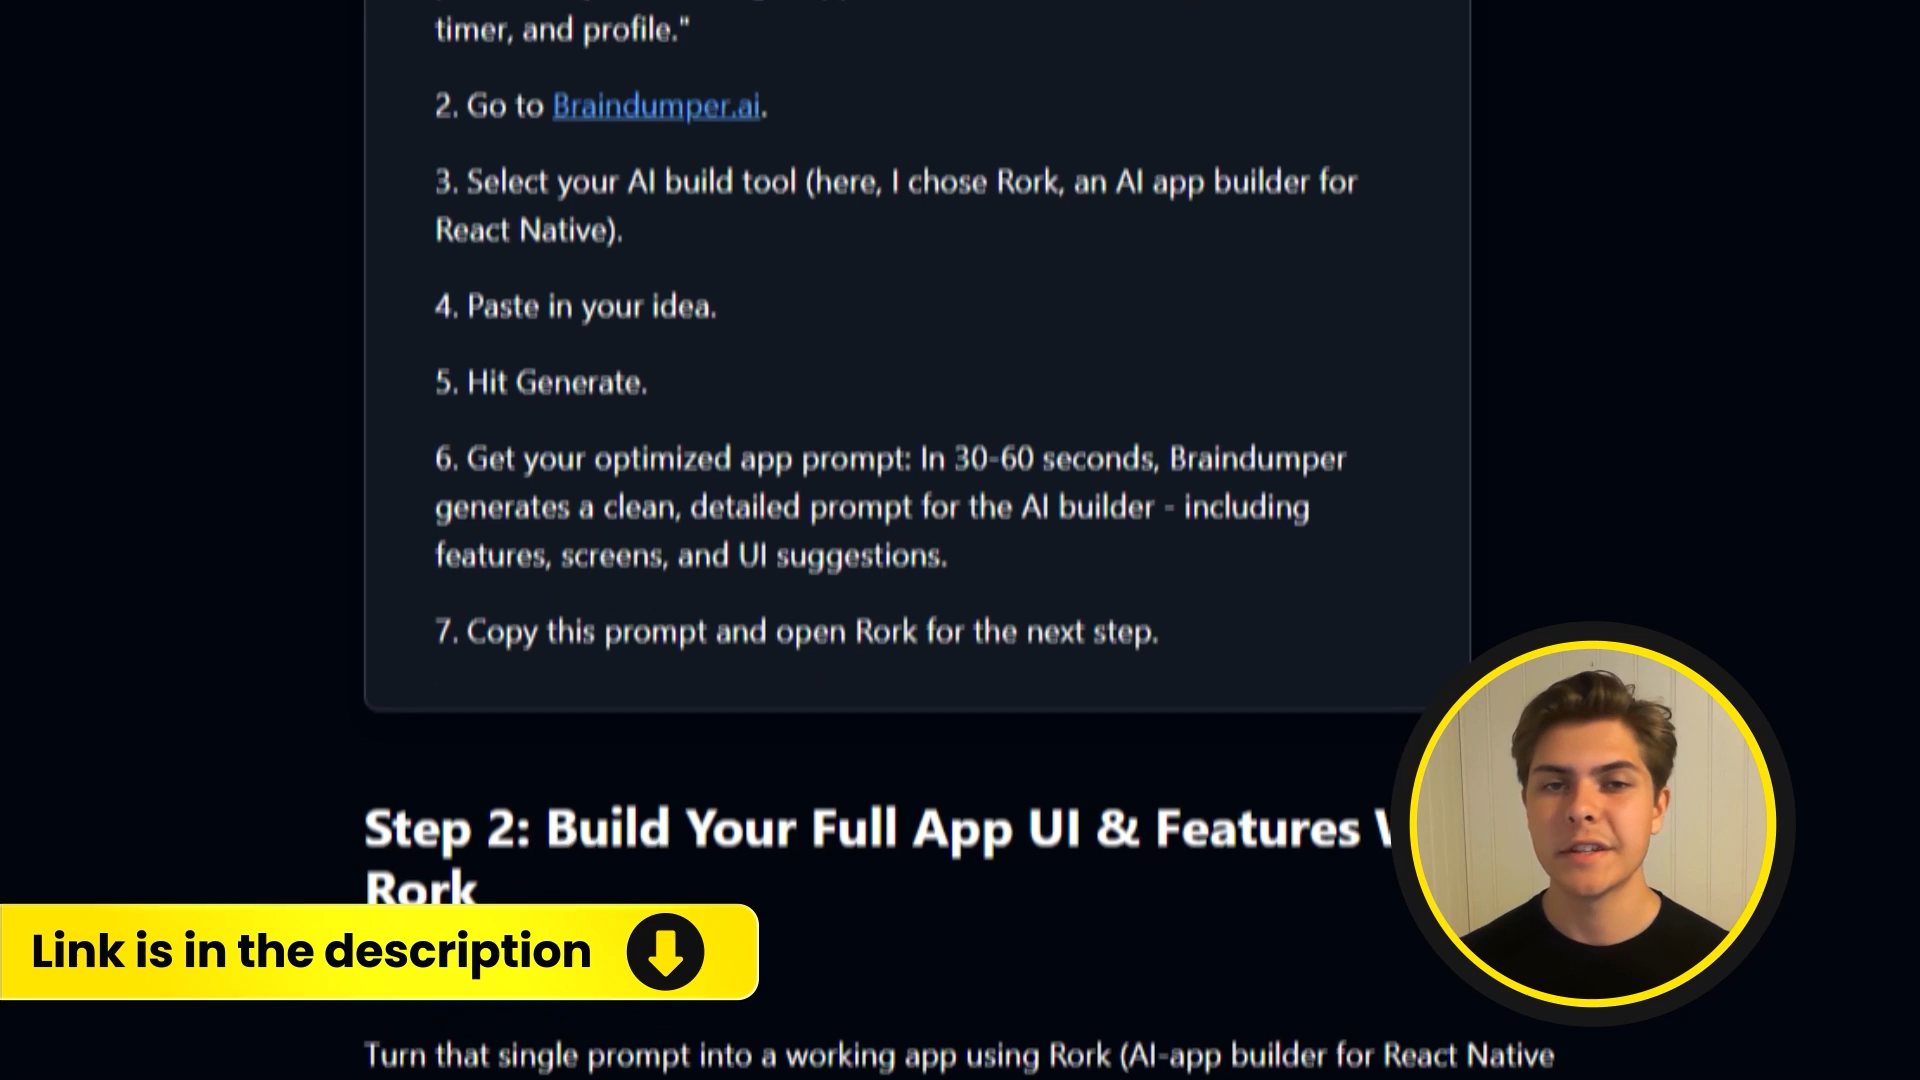 timer, and profile."
2. Go to Braindumper.ai.
3. Select your AI build tool (here, I chose Rork, an AI app builder for
React Native).
4. Paste in your idea.
5. Hit Generate.
6. Get your optimized app prompt: In 30-60 seconds, Braindumper
generates a clean, detailed prompt for the AI builder - including
features, screens, and UI suggestions.
7. Copy this prompt and open Rork for the next step.
Step 2: Build Your Full App UI & Features
Rork
Link is in the description
Turn that single prompt into a working app using Rork (AI-app builder for React Native